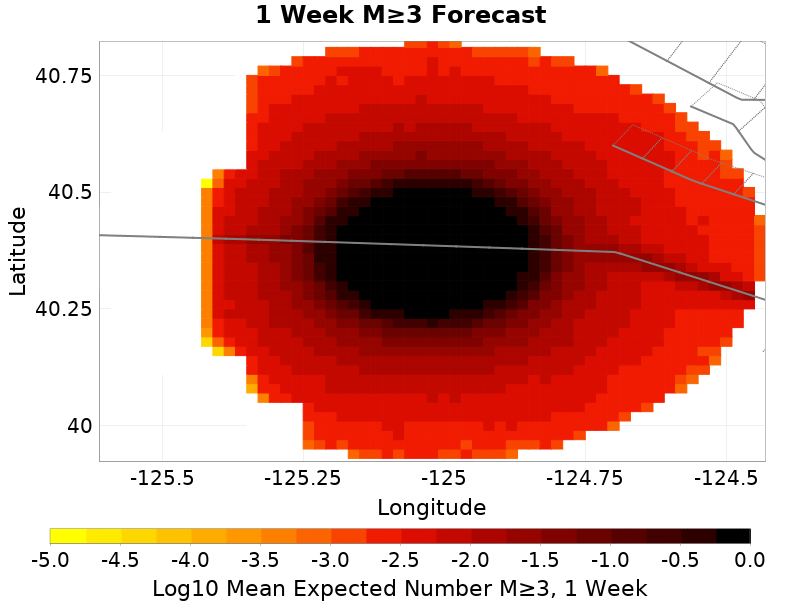 1 Week M≥3 Forecast
40.75
40.5
40.25
40
Latitude
-125.5 -125.25 -125 -124.75 -124.5
Longitude
-5.0 -4.5 -4.0 -3.5 -3.0 -2.5 -2.0 -1.5 -1.0 -0.5 0.0
Log10 Mean Expected Number M≥3, 1 Week